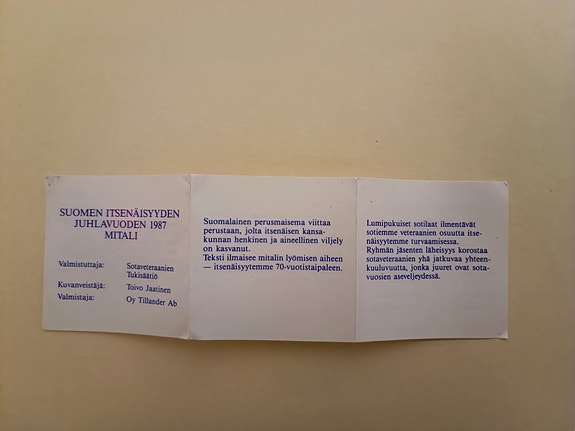 SUOMEN ITSENÄISYYDEN
JUHLAVUODEN 1987
MITALI
Valmistuttaja: Sotaveteraanien
Tukisäätiö
Kuvanveistäjä: Toivo Jaatinen
Valmistaja: Oy Tillander Ab
Suomalainen perusmaisema viittaa
perustaan, jolta itsenäisen kansa-
kunnan henkinen ja aineellinen viljely
on kasvanut.
Teksti ilmaisee mitalin lyömisen aiheen
— itsenäisyytemme 70-vuotistaipaleen.
Lumipukuiset sotilaat ilmentävät
sotiemme veteraanien osuutta itse-
näisyytemme turvaamisessa.
Ryhmän jäsenten läheisyys korostaa
sotaveteraanien yhä jatkuvaa yhteen-
kuuluvuutta, jonka juuret ovat sota-
vuosien aseveljeydessä.